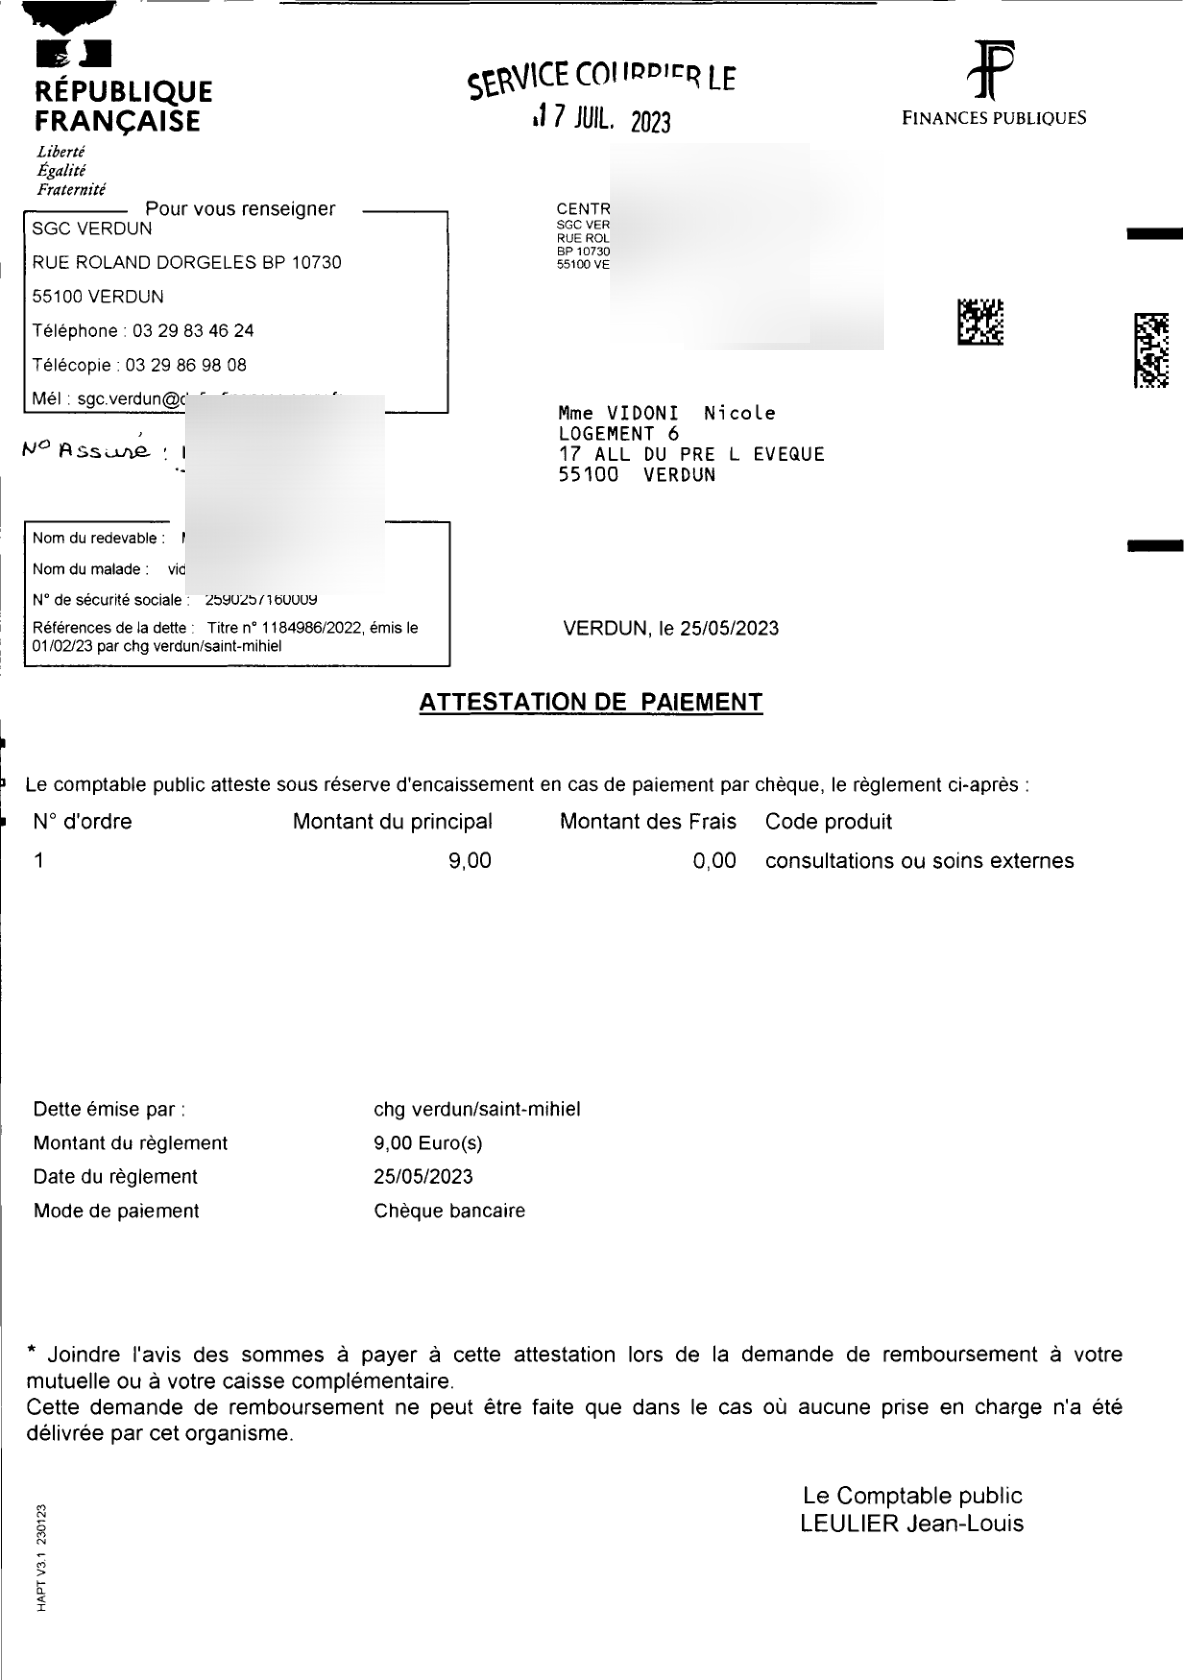 RÉPUBLIQUE
FRANÇAISE
Liberté
Égalité
Fraternité
SERVICE COURRIER LE
17 JUIL. 2023
FINANCES PUBLIQUES
Pour vous renseigner
SGC VERDUN
RUE ROLAND DORGELES BP 10730
55100 VERDUN
Téléphone : 03 29 83 46 24
Télécopie : 03 29 86 98 08
Mél : sgc.verdun@
CENTR
SGC VER
RUE ROL
BP 10730
55100 VE
N° Assuré :
Mme VIDONI Nicole
LOGEMENT 6
17 ALL DU PRE L EVEQUE
55100 VERDUN
Nom du redevable :
Nom du malade : vid
N° de sécurité sociale : 2590257160009
Références de la dette : Titre n° 1184986/2022, émis le
01/02/23 par chg verdun/saint-mihiel
VERDUN, le 25/05/2023
ATTESTATION DE PAIEMENT
Le comptable public atteste sous réserve d'encaissement en cas de paiement par chèque, le règlement ci-après :
N° d'ordre Montant du principal Montant des Frais Code produit
1 9,00 0,00 consultations ou soins externes
Dette émise par : chg verdun/saint-mihiel
Montant du règlement 9,00 Euro(s)
Date du règlement 25/05/2023
Mode de paiement Chèque bancaire
* Joindre l'avis des sommes à payer à cette attestation lors de la demande de remboursement à votre
mutuelle ou à votre caisse complémentaire.
Cette demande de remboursement ne peut être faite que dans le cas où aucune prise en charge n'a été
délivrée par cet organisme.
Le Comptable public
LEULIER Jean-Louis
HAPT V3.1 230123